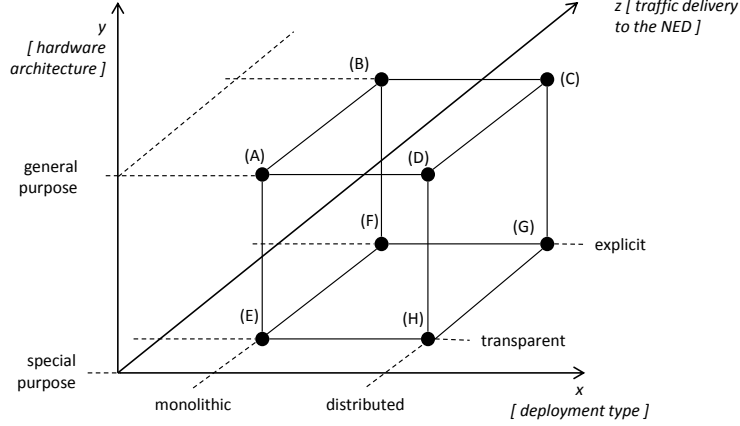 y
[ hardware
architecture ]
z [ traffic delivery
to the NED ]
(B)
(C)
(A)
(D)
general
purpose
(F)
(G)
explicit
(E)
(H)
transparent
special
purpose
monolithic
distributed
x
[ deployment type ]